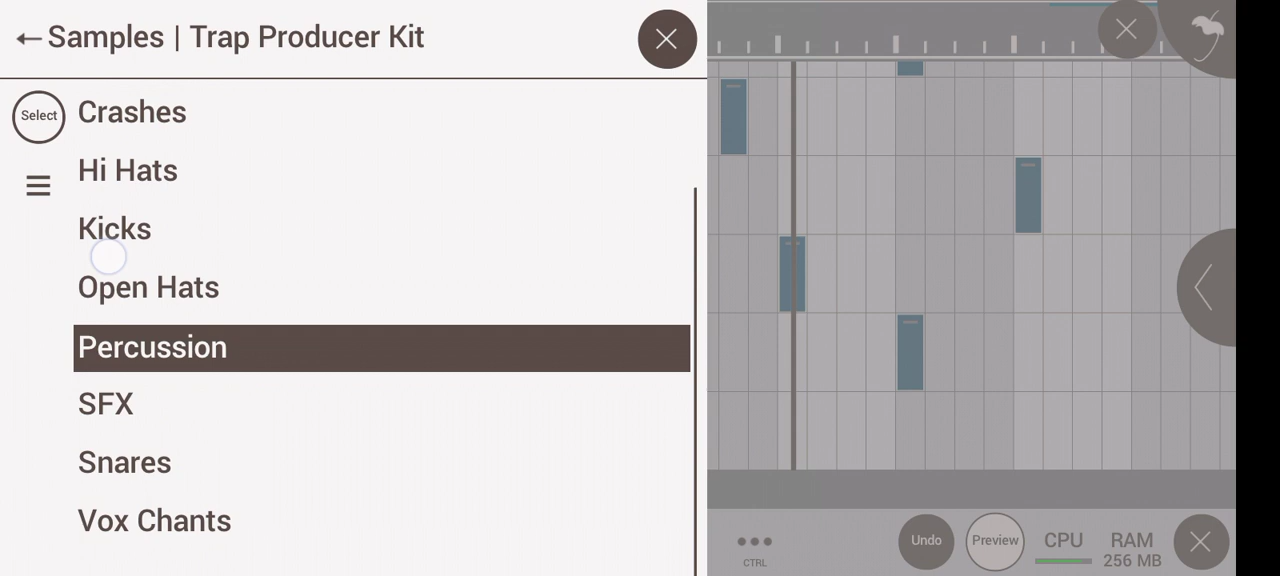 Samples | Trap Producer Kit
Select
Crashes
Hi Hats
Kicks
Open Hats
Percussion
SFX
Snares
Vox Chants
CTRL
Undo
Preview
CPU
RAM
256 MB